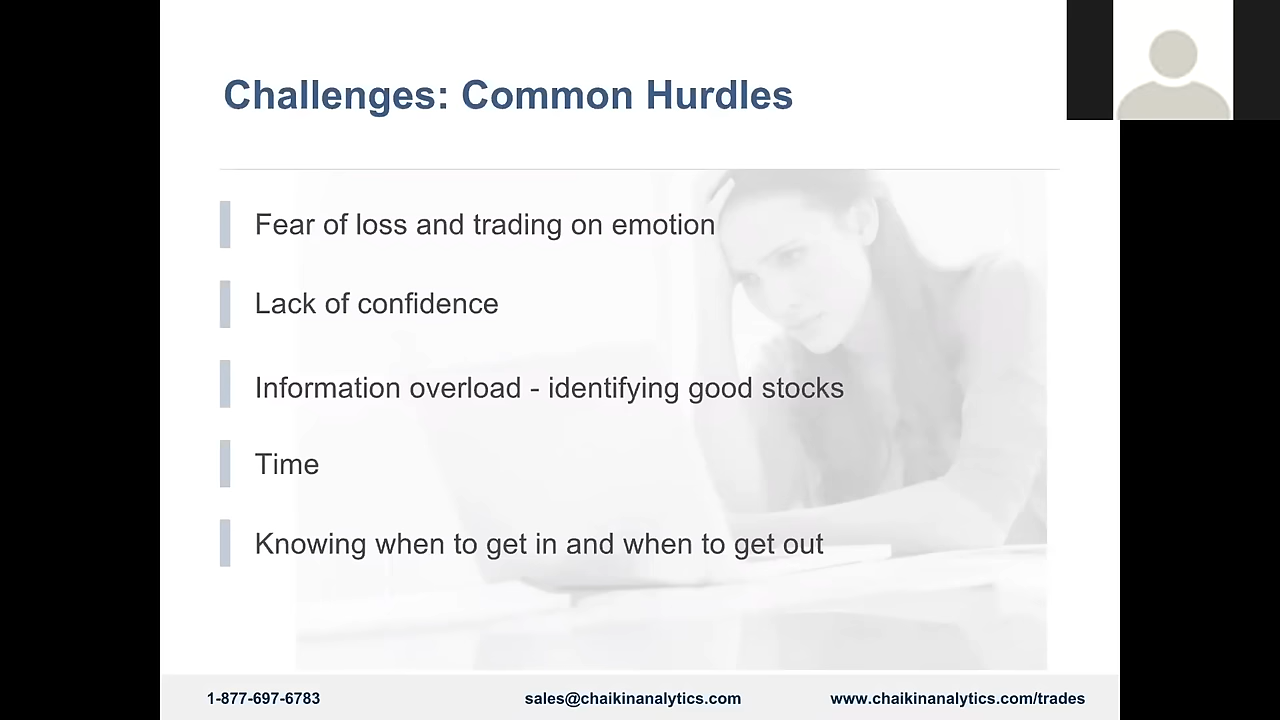 Challenges: Common Hurdles
Fear of loss and trading on emotion
Lack of confidence
Information overload - identifying good stocks
Time
Knowing when to get in and when to get out
1-877-697-6783
sales@chaikinanalytics.com
www.chaikinanalytics.com/trades